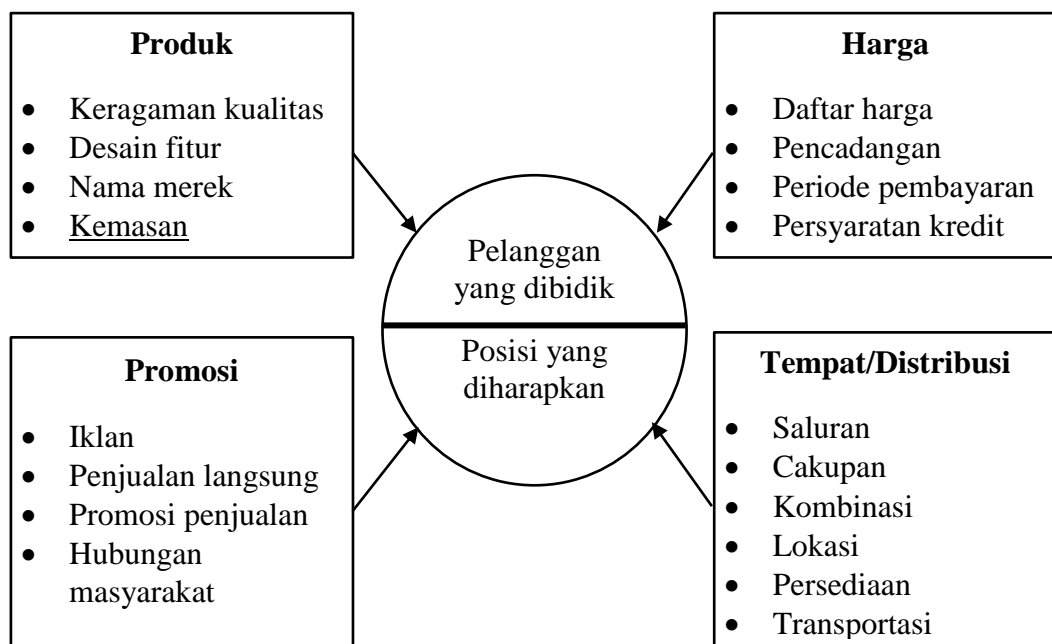 Produk
• Keragaman kualitas
• Desain fitur
• Nama merek
• Kemasan
Harga
• Daftar harga
• Pencadangan
• Periode pembayaran
• Persyaratan kredit
Pelanggan
yang dibidik
Posisi yang
diharapkan
Promosi
• Iklan
• Penjualan langsung
• Promosi penjualan
• Hubungan
masyarakat
Tempat/Distribusi
• Saluran
• Cakupan
• Kombinasi
• Lokasi
• Persediaan
• Transportasi